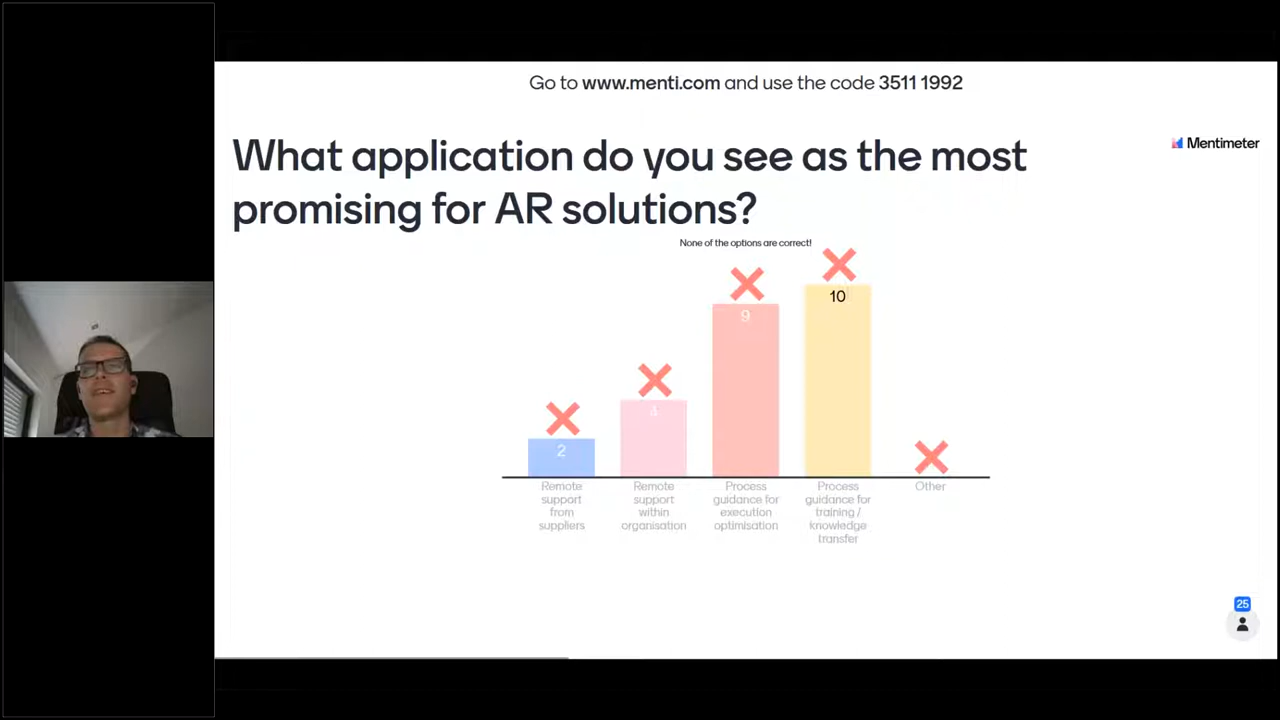 Go to www.menti.com and use the code 3511 1992
Mentimeter
What application do you see as the most
promising for AR solutions?
None of the options are correct!
2
4
9
10
Remote
support
from
suppliers
Remote
support
within
organisation
Process
guidance for
execution
optimisation
Process
guidance for
training /
knowledge
transfer
Other
25